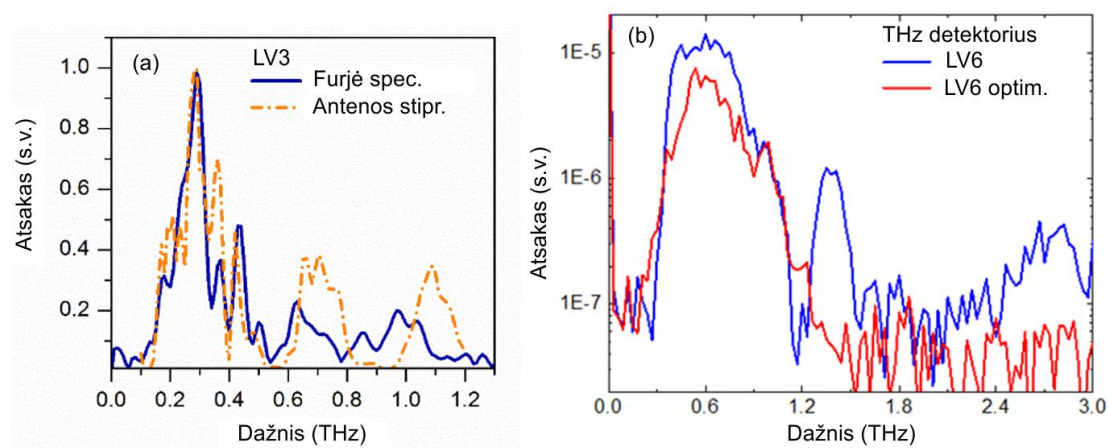 (a)
LV3
Furjė spec.
Antenos stipr.
Atsakas (s.v.)
1.0
0.8
0.6
0.4
0.2
0.0 0.2 0.4 0.6 0.8 1.0 1.2
Dažnis (THz)
(b)
THz detektorius
LV6
LV6 optim.
Atsakas (s.v.)
1E-5
1E-6
1E-7
0.0 0.6 1.2 1.8 2.4 3.0
Dažnis (THz)